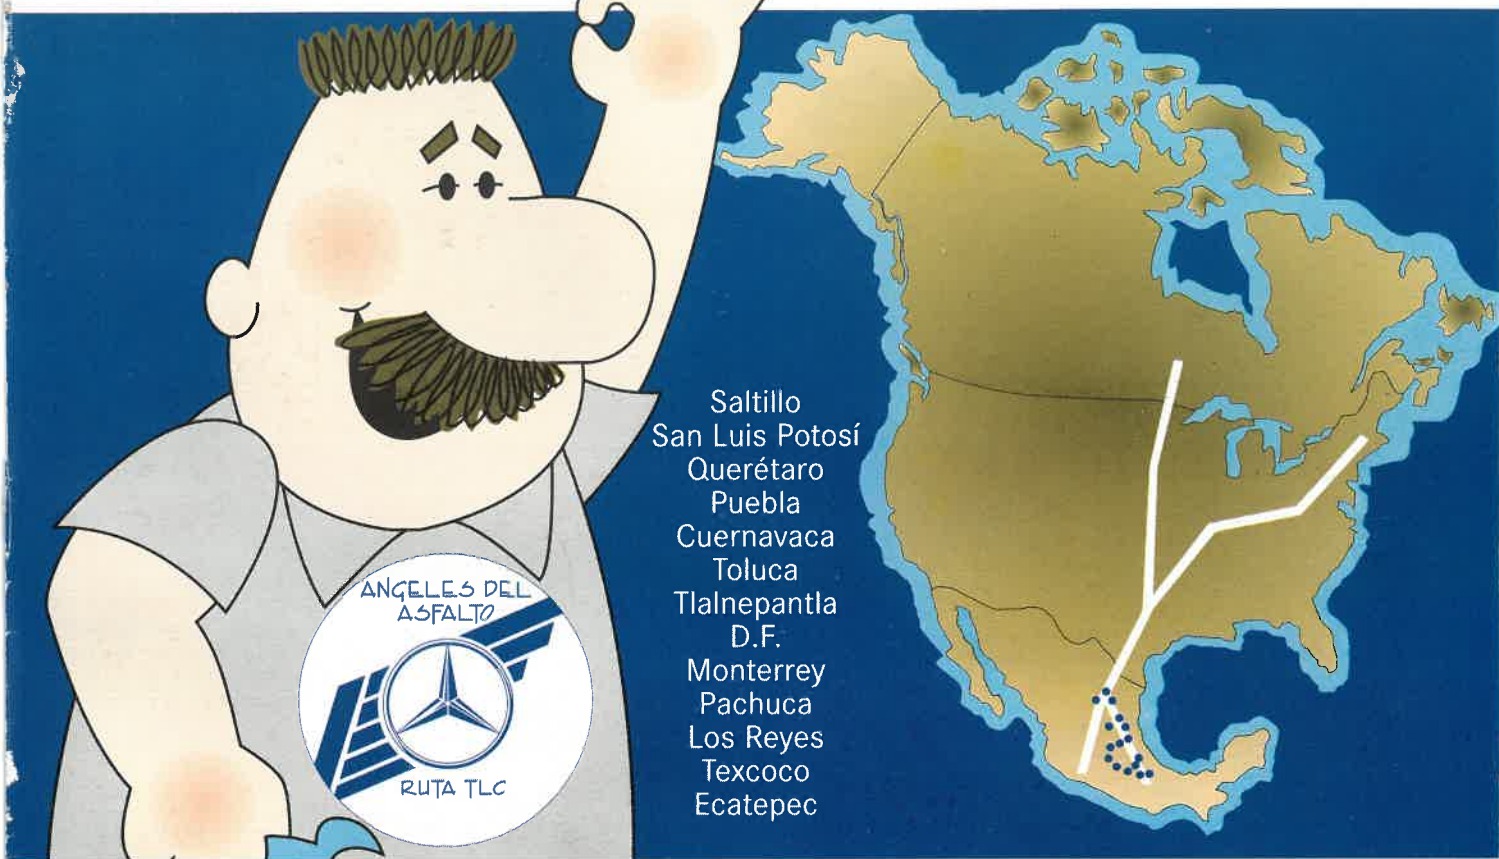 Saltillo
San Luis Potosí
Querétaro
Puebla
Cuernavaca
Toluca
Tlalnepantla
D.F.
Monterrey
Pachuca
Los Reyes
Texcoco
Ecatepec
ANGELES DEL
ASFALTO
RUTA TLC